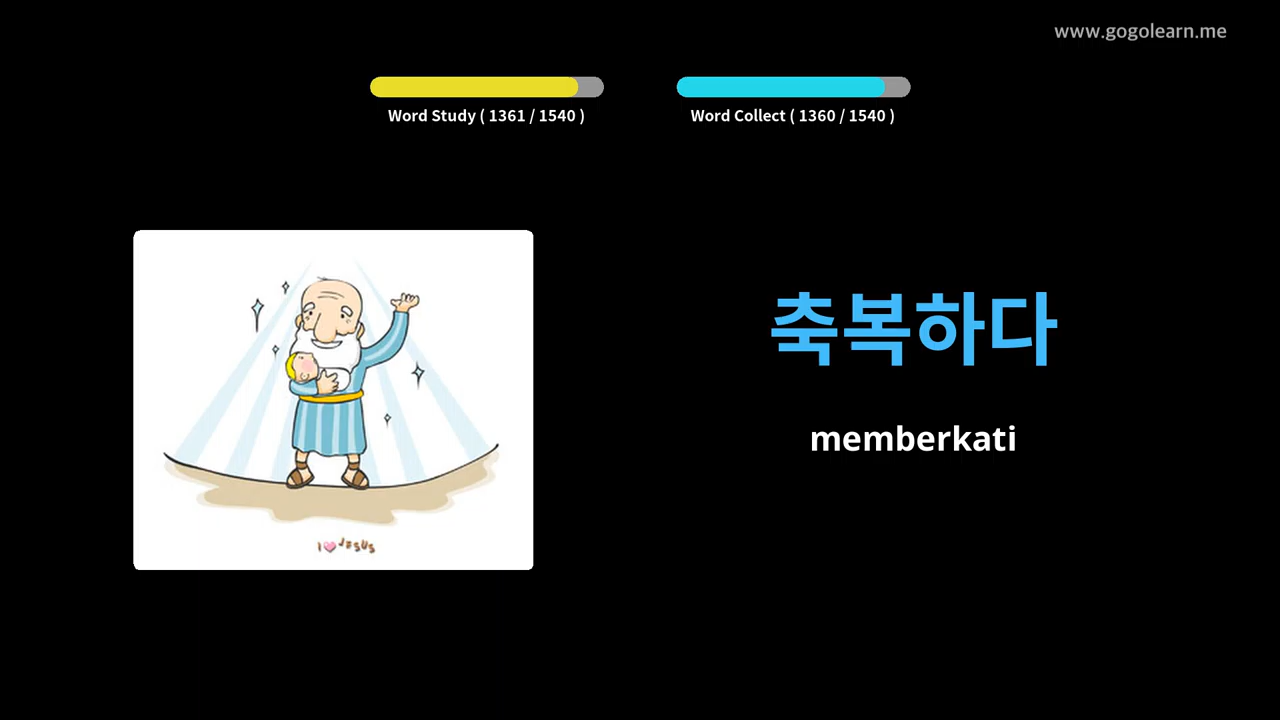 www.gogolearn.me
Word Study ( 1361 / 1540 )
Word Collect ( 1360 / 1540 )
축복하다
memberkati
I JESUS